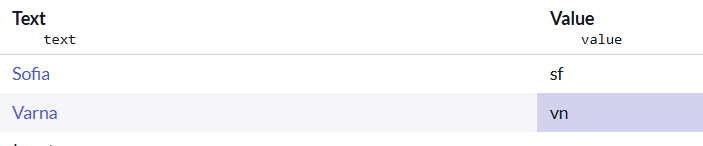 Text Value
text value
Sofia sf
Varna vn